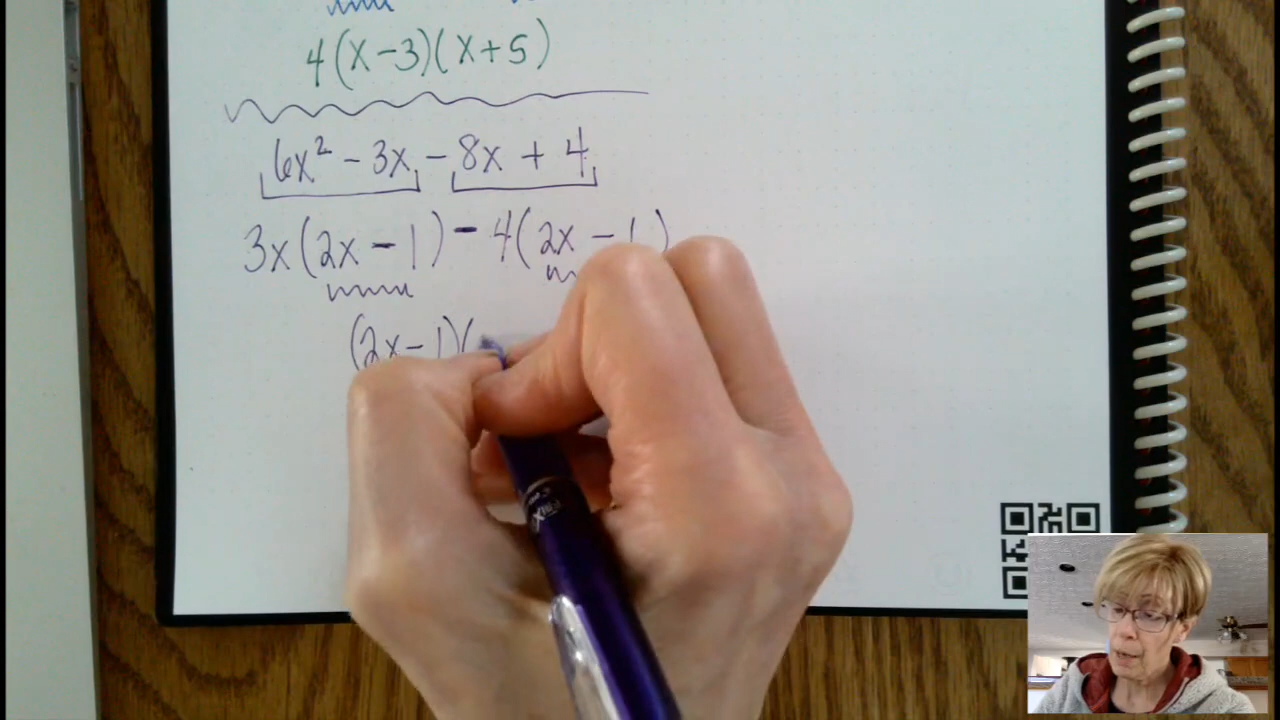 4(x-3)(x+5)
6x² - 3x - 8x + 4
3x(2x - 1) - 4(2x - 1)
(2x-1)(